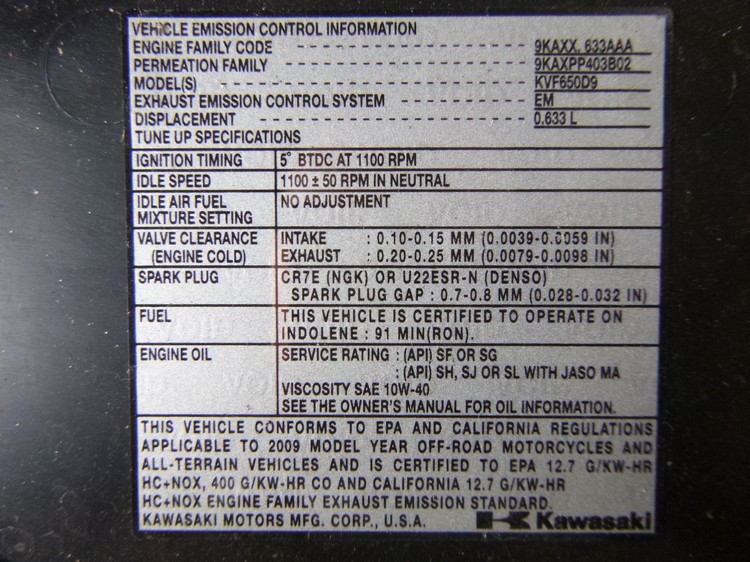 VEHICLE EMISSION CONTROL INFORMATION
ENGINE FAMILY CODE - - - - - - - - - - - - - - - - 9KAXX. 633AAA
PERMEATION FAMILY - - - - - - - - - - - - - - - - 9KAXPP403B02
MODEL(S) - - - - - - - - - - - - - - - - - - - - KVF650D9
EXHAUST EMISSION CONTROL SYSTEM - - - - - - - - EM
DISPLACEMENT - - - - - - - - - - - - - - - - - - 0.633 L
TUNE UP SPECIFICATIONS
IGNITION TIMING 5° BTDC AT 1100 RPM
IDLE SPEED 1100 ± 50 RPM IN NEUTRAL
IDLE AIR FUEL NO ADJUSTMENT
MIXTURE SETTING
VALVE CLEARANCE INTAKE : 0.10-0.15 MM (0.0039-0.0059 IN)
(ENGINE COLD) EXHAUST : 0.20-0.25 MM (0.0079-0.0098 IN)
SPARK PLUG CR7E (NGK) OR U22ESR-N (DENSO)
SPARK PLUG GAP : 0.7-0.8 MM (0.028-0.032 IN)
FUEL THIS VEHICLE IS CERTIFIED TO OPERATE ON
INDOLENE : 91 MIN(RON).
ENGINE OIL SERVICE RATING : (API) SF OR SG
: (API) SH, SJ OR SL WITH JASO MA
VISCOSITY SAE 10W-40
SEE THE OWNER'S MANUAL FOR OIL INFORMATION.
THIS VEHICLE CONFORMS TO EPA AND CALIFORNIA REGULATIONS
APPLICABLE TO 2009 MODEL YEAR OFF-ROAD MOTORCYCLES AND
ALL-TERRAIN VEHICLES AND IS CERTIFIED TO EPA 12.7 G/KW-HR
HC+NOX, 400 G/KW-HR CO AND CALIFORNIA 12.7 G/KW-HR
HC+NOX ENGINE FAMILY EXHAUST EMISSION STANDARD.
KAWASAKI MOTORS MFG. CORP., U.S.A. Kawasaki